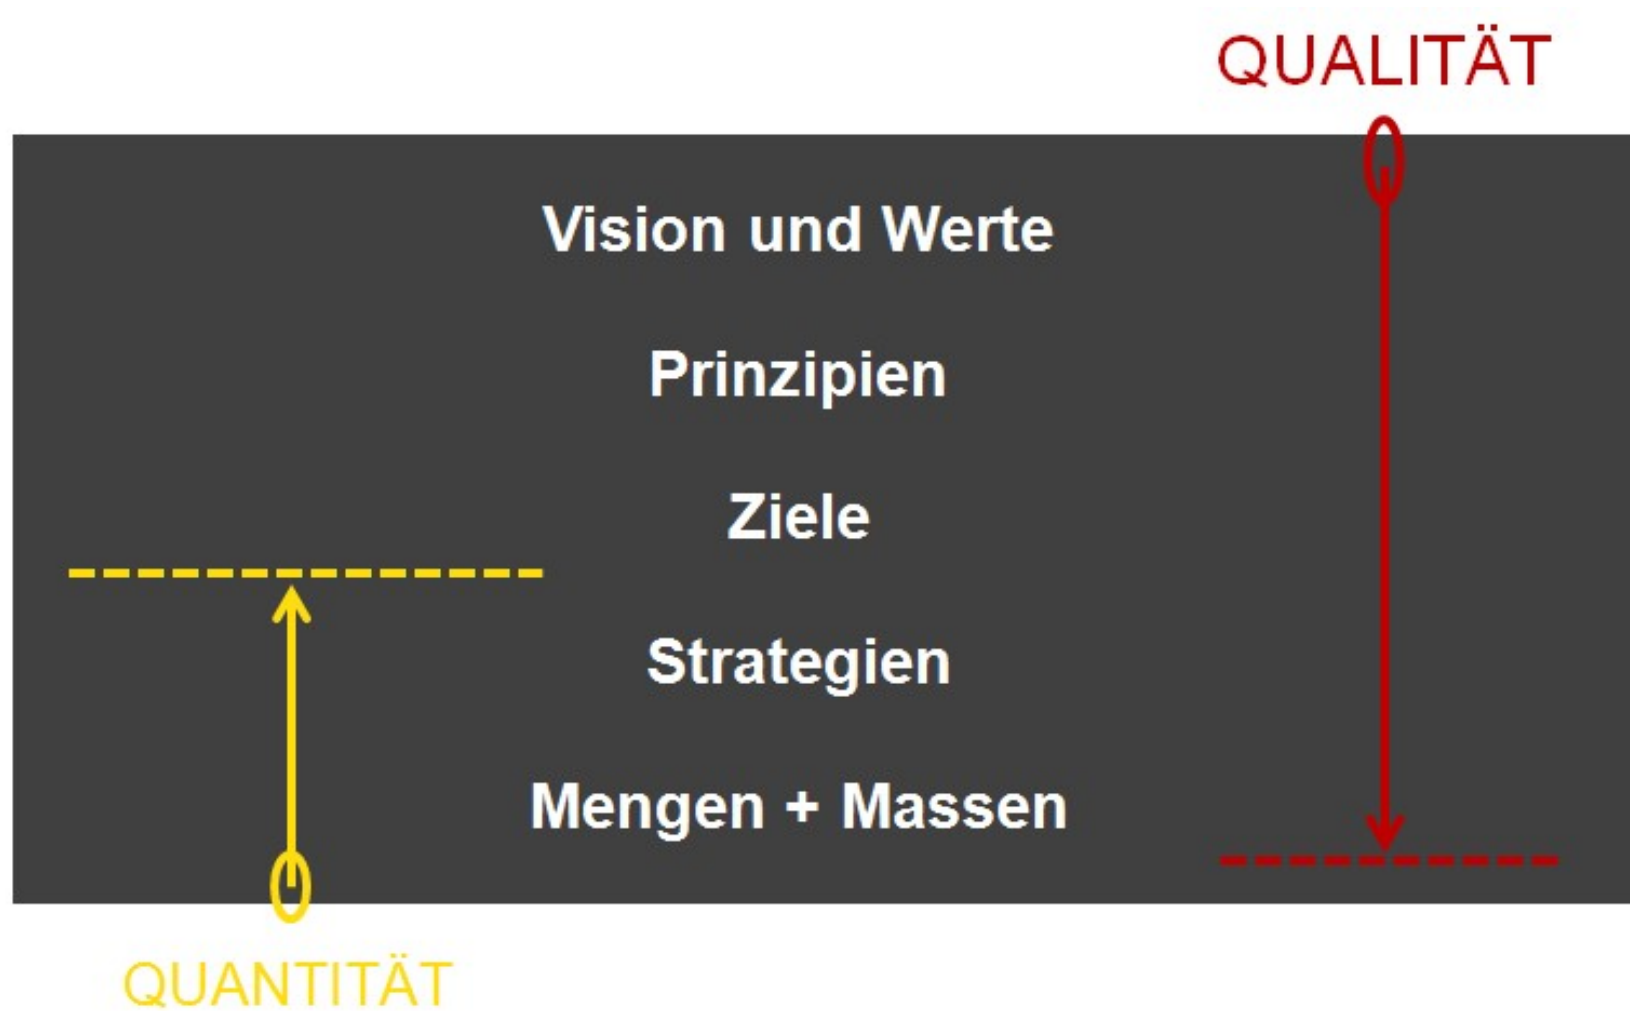 QUALITÄT
Vision und Werte
Prinzipien
Ziele
Strategien
Mengen + Massen
QUANTITÄT